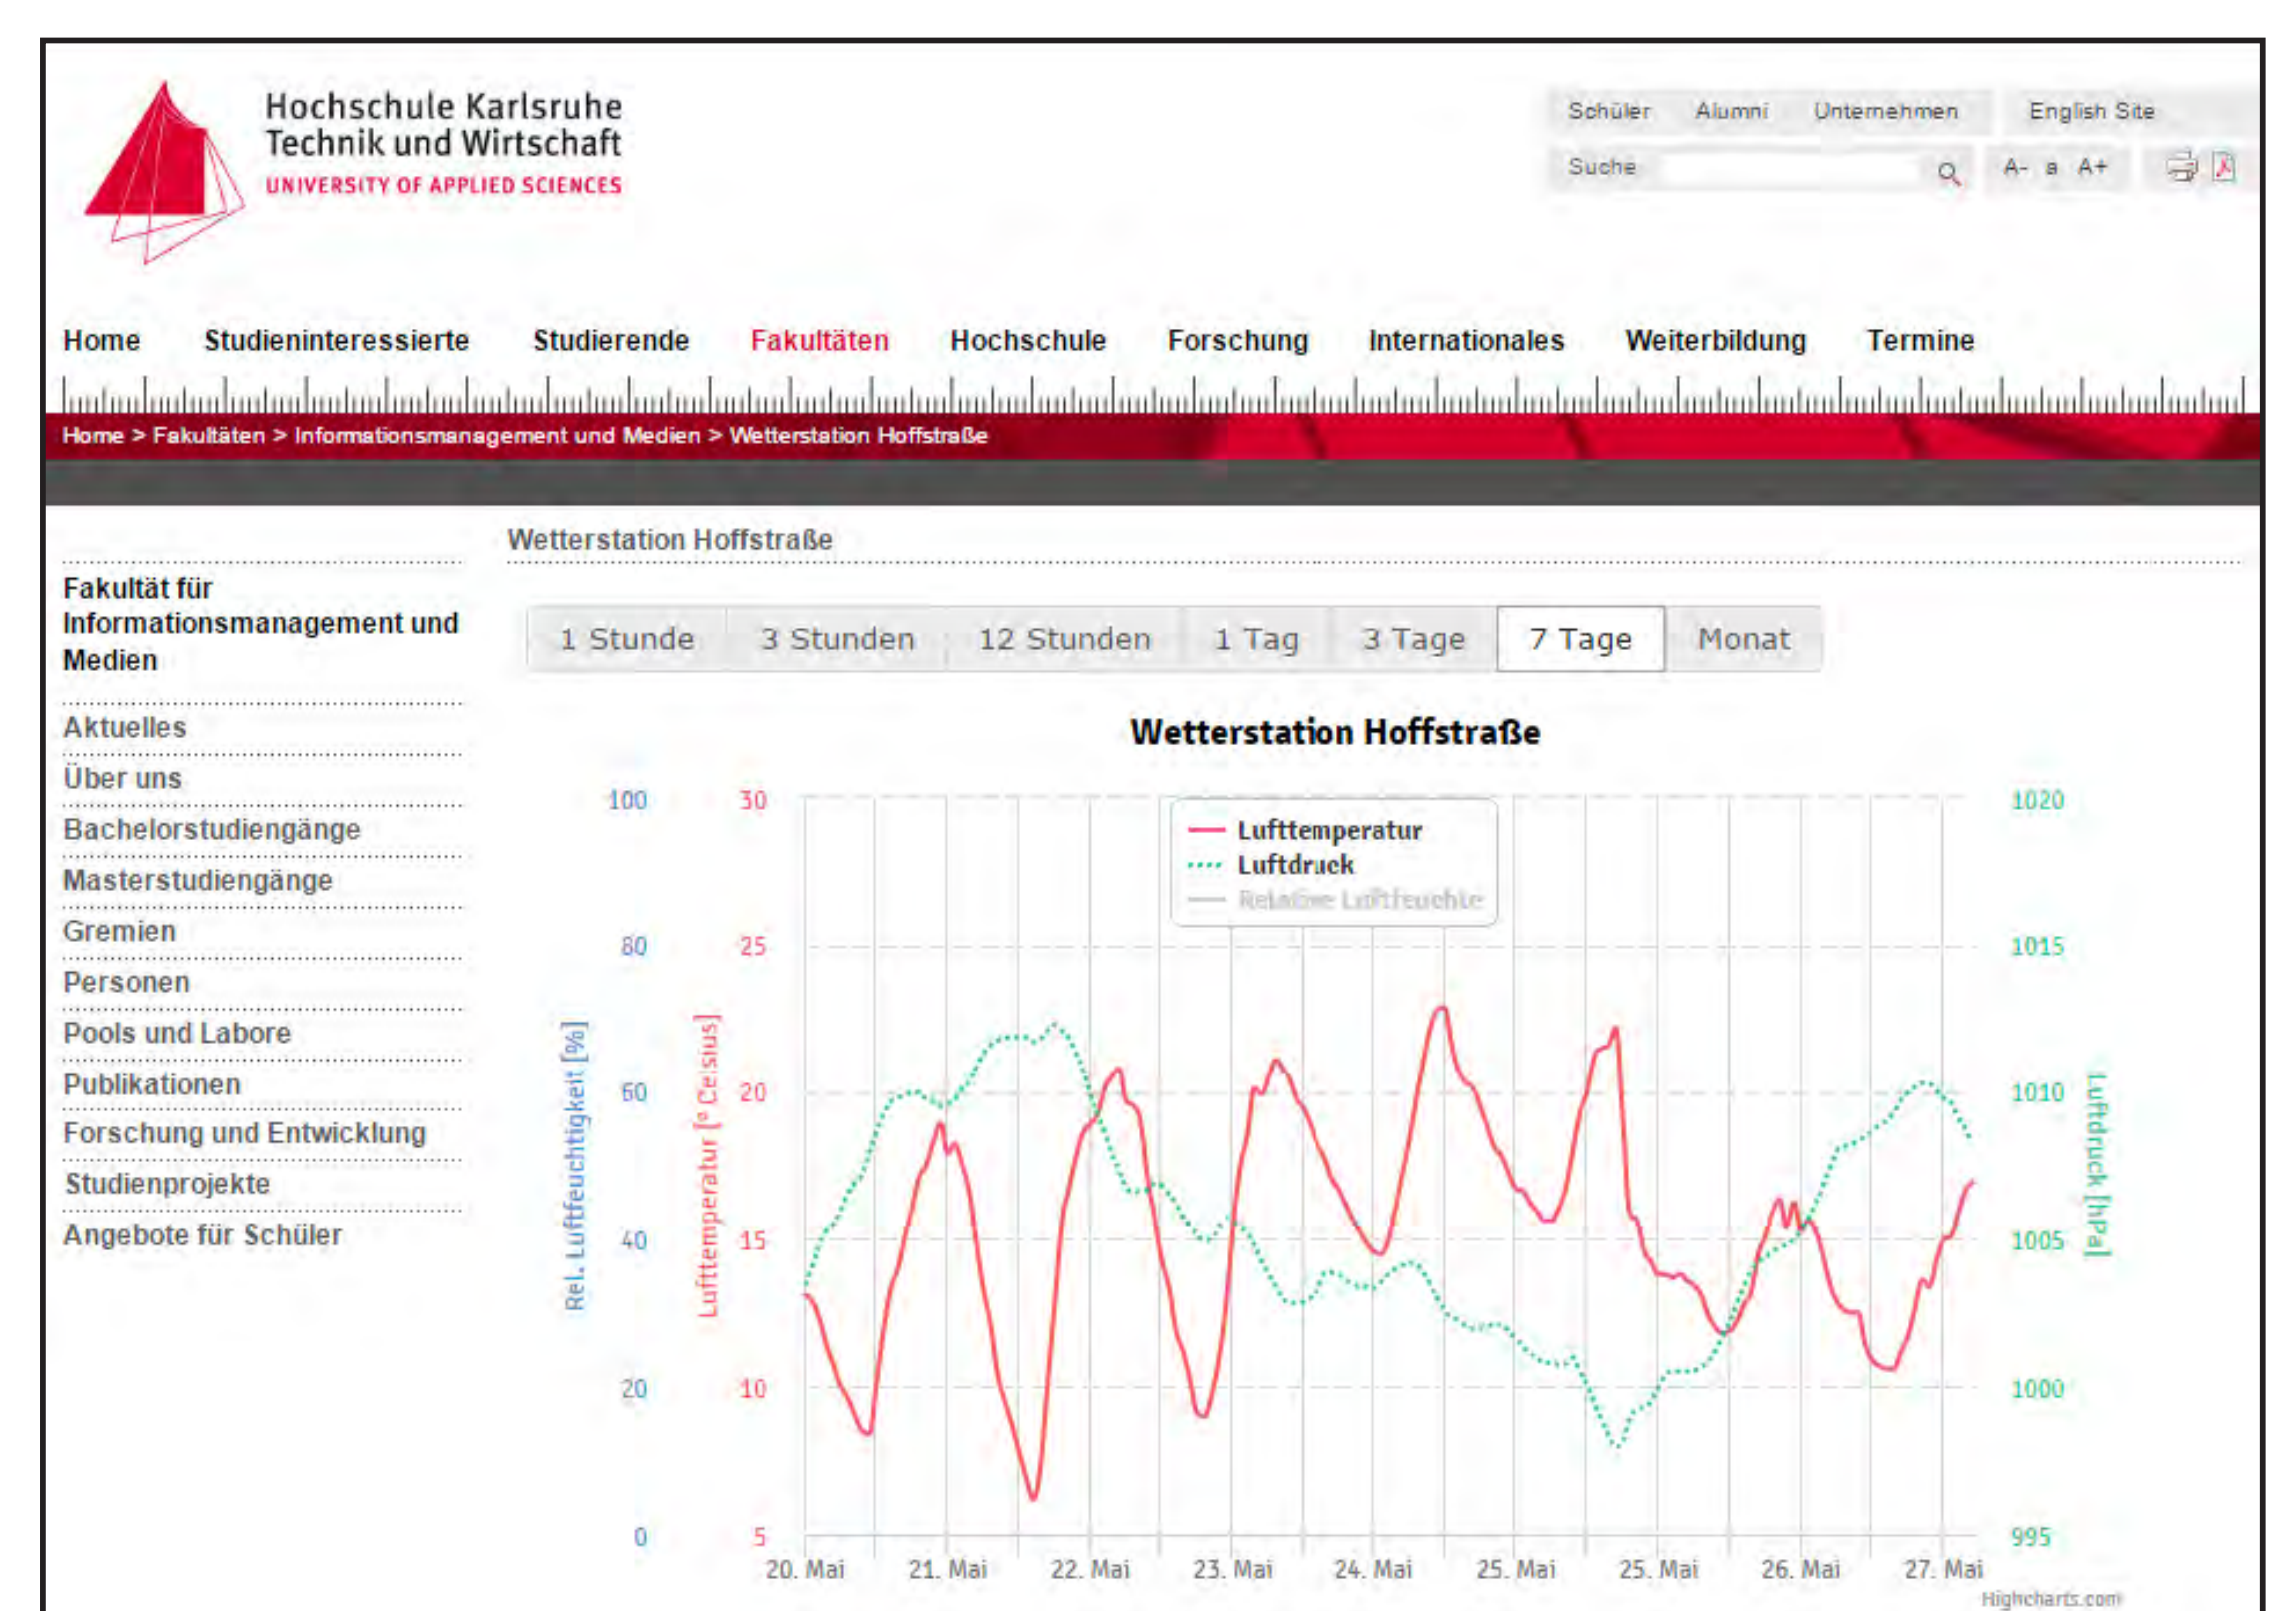 Hochschule Karlsruhe
Technik und Wirtschaft
UNIVERSITY OF APPLIED SCIENCES
Schüler Alumni Unternehmen English Site
Suche A- a A+
Home Studieninteressierte Studierende Fakultäten Hochschule Forschung Internationales Weiterbildung Termine
Home > Fakultäten > Informationsmanagement und Medien > Wetterstation Hoffstraße
Fakultät für
Informationsmanagement und
Medien
Aktuelles
Über uns
Bachelorstudiengänge
Masterstudiengänge
Gremien
Personen
Pools und Labore
Publikationen
Forschung und Entwicklung
Studienprojekte
Angebote für Schüler
Wetterstation Hoffstraße
1 Stunde 3 Stunden 12 Stunden 1 Tag 3 Tage 7 Tage Monat
Wetterstation Hoffstraße
Lufttemperatur
Luftdruck
Relative Luftfeuchte
Rel. Luftfeuchtigkeit [%]
100
80
60
40
20
0
Lufttemperatur [° Celsius]
30
25
20
15
10
5
1020
1015
1010
1005
1000
995
Luftdruck [hPa]
20. Mai 21. Mai 22. Mai 23. Mai 24. Mai 25. Mai 25. Mai 26. Mai 27. Mai
Highcharts.com